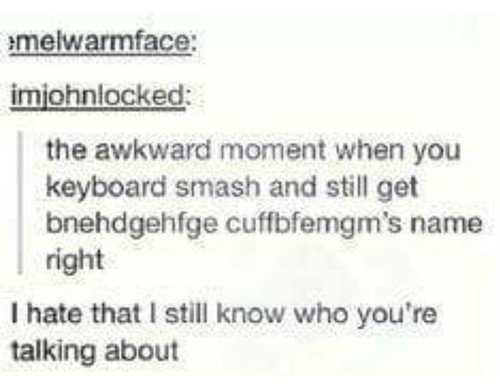 melwarmface:
imjohnlocked:
the awkward moment when you
keyboard smash and still get
bnehdgehfge cuffbfemgm's name
right
I hate that I still know who you're
talking about